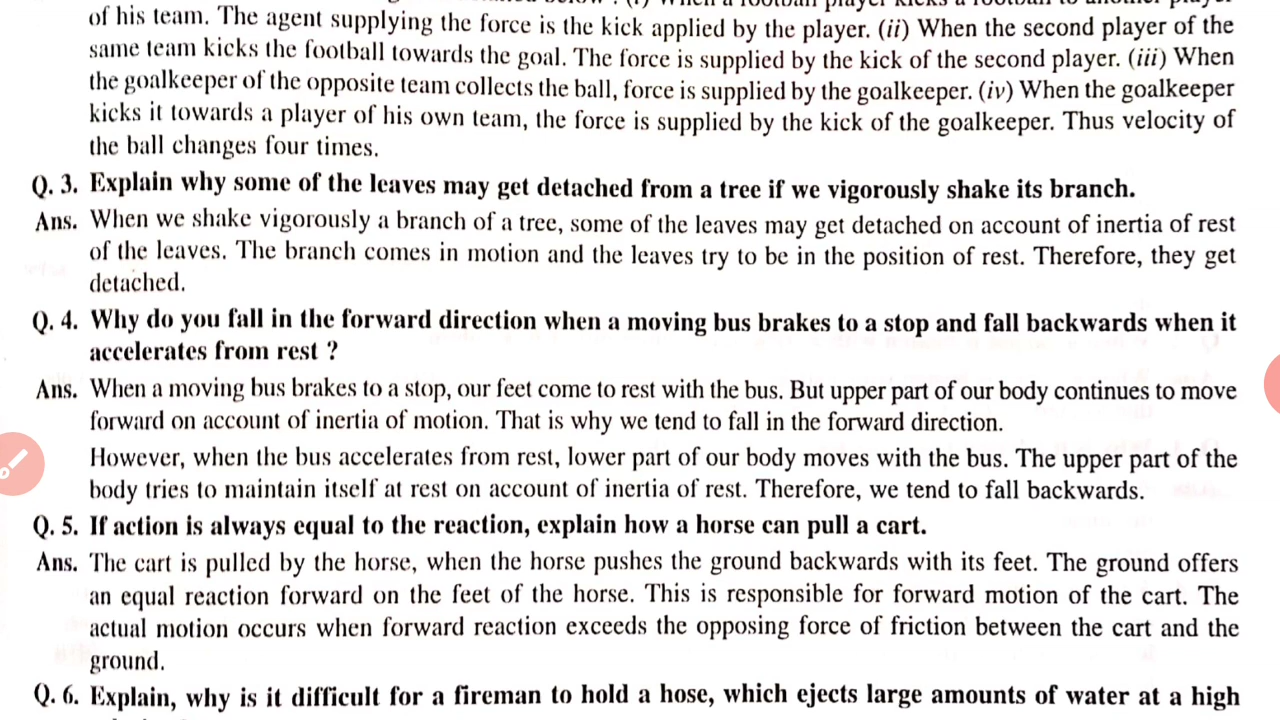 of his team. The agent supplying the force is the kick applied by the player. (ii) When the second player of the
same team kicks the football towards the goal. The force is supplied by the kick of the second player. (iii) When
the goalkeeper of the opposite team collects the ball, force is supplied by the goalkeeper. (iv) When the goalkeeper
kicks it towards a player of his own team, the force is supplied by the kick of the goalkeeper. Thus velocity of
the ball changes four times.
Q. 3. Explain why some of the leaves may get detached from a tree if we vigorously shake its branch.
Ans. When we shake vigorously a branch of a tree, some of the leaves may get detached on account of inertia of rest
of the leaves. The branch comes in motion and the leaves try to be in the position of rest. Therefore, they get
detached.
Q. 4. Why do you fall in the forward direction when a moving bus brakes to a stop and fall backwards when it
accelerates from rest ?
Ans. When a moving bus brakes to a stop, our feet come to rest with the bus. But upper part of our body continues to move
forward on account of inertia of motion. That is why we tend to fall in the forward direction.
However, when the bus accelerates from rest, lower part of our body moves with the bus. The upper part of the
body tries to maintain itself at rest on account of inertia of rest. Therefore, we tend to fall backwards.
Q. 5. If action is always equal to the reaction, explain how a horse can pull a cart.
Ans. The cart is pulled by the horse, when the horse pushes the ground backwards with its feet. The ground offers
an equal reaction forward on the feet of the horse. This is responsible for forward motion of the cart. The
actual motion occurs when forward reaction exceeds the opposing force of friction between the cart and the
ground.
Q. 6. Explain, why is it difficult for a fireman to hold a hose, which ejects large amounts of water at a high